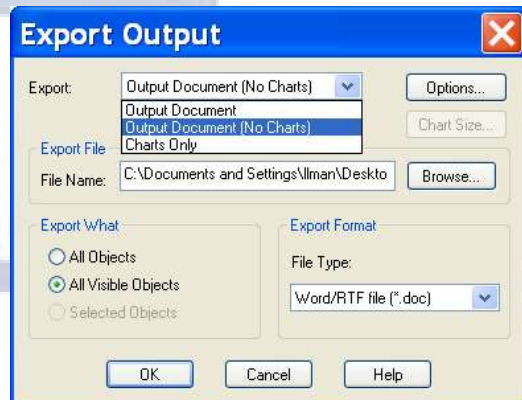 Export Output
Export: Output Document (No Charts) Options...
Output Document
Output Document (No Charts) Chart Size...
Charts Only
Export File
File Name: C:\Documents and Settings\Ilman\Deskto Browse...
Export What Export Format
All Objects File Type:
All Visible Objects Word/RTF file (*.doc)
Selected Objects
OK Cancel Help